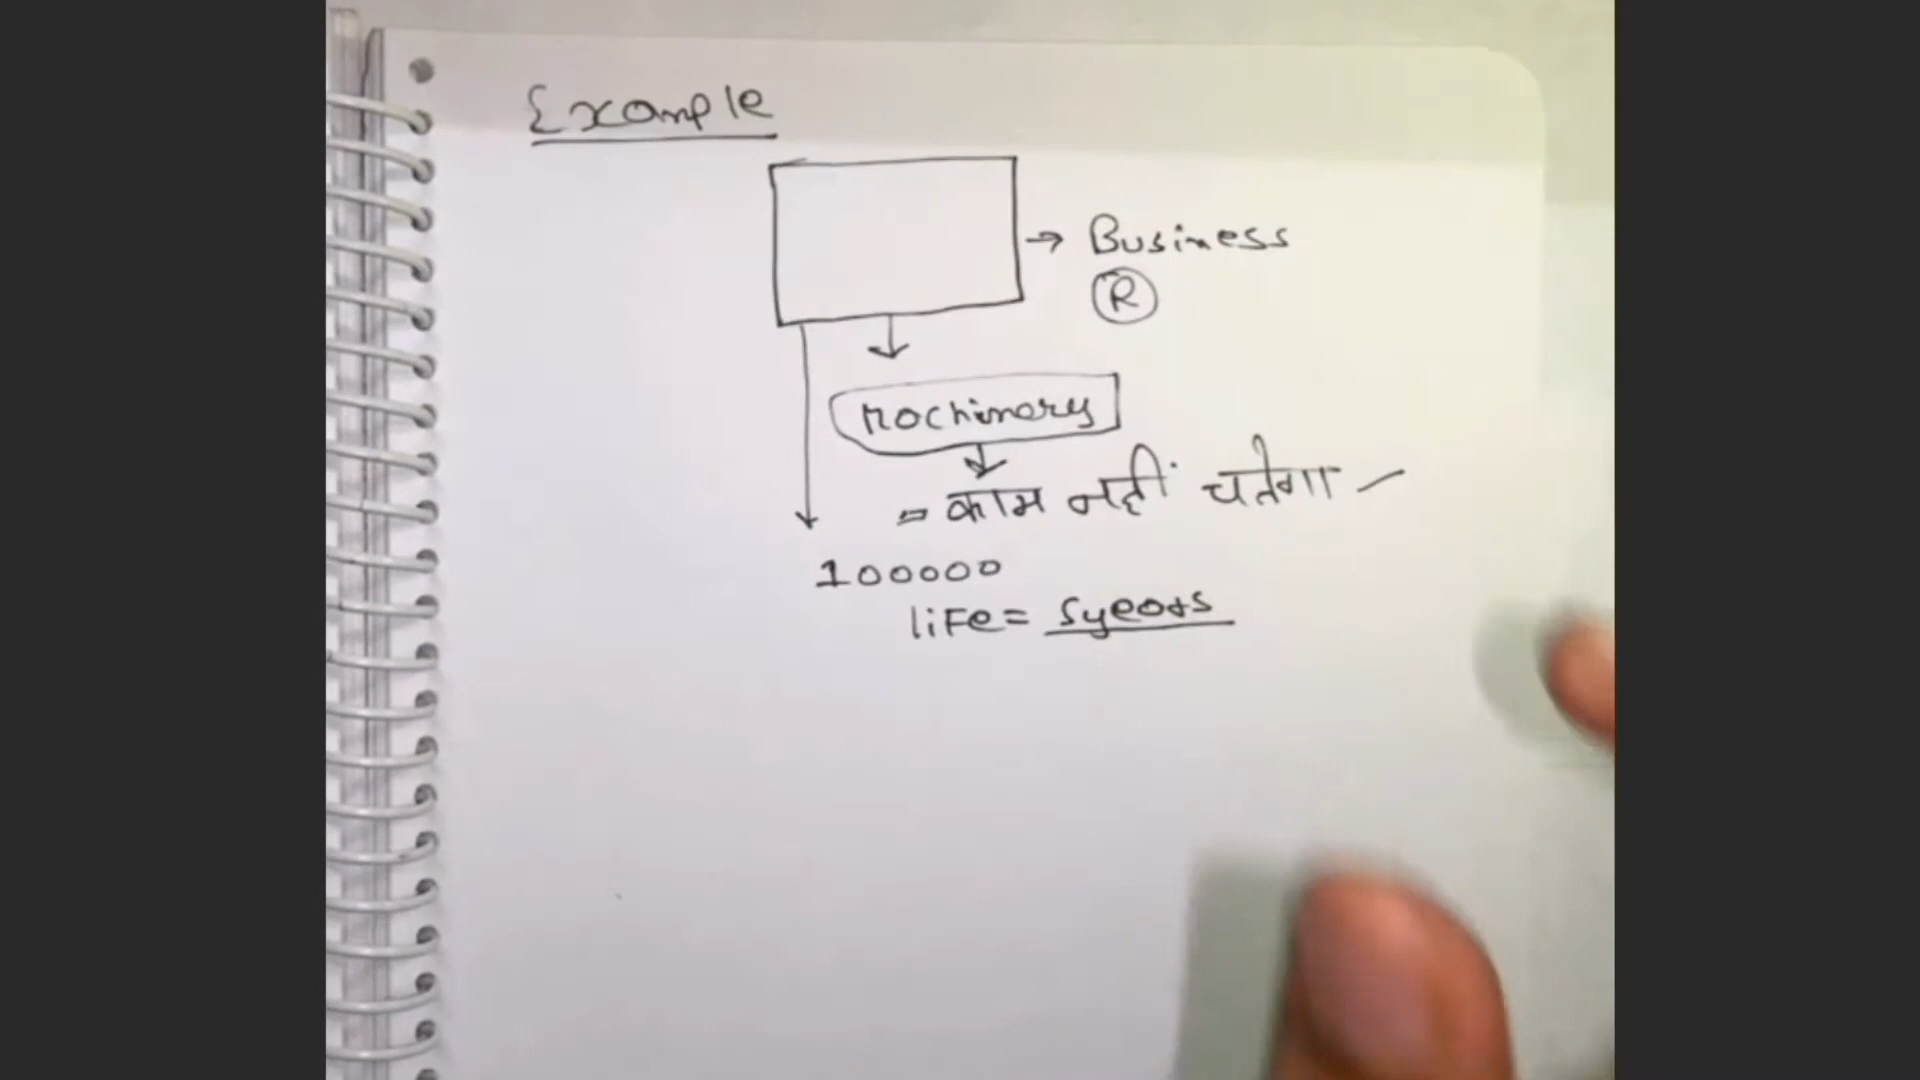 Example
→ Business
R
Machinery
= काम नहीं चलेगा -
100000
life = 5years